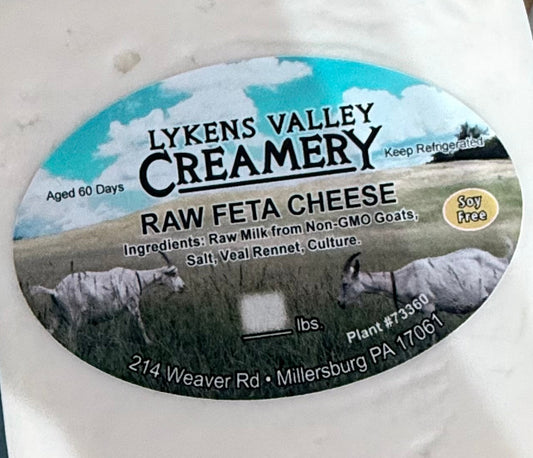 LYKENS VALLEY
CREAMERY
Aged 60 Days
Keep Refrigerated
RAW FETA CHEESE
Soy
Free
Ingredients: Raw Milk from Non-GMO Goats,
Salt, Veal Rennet, Culture.
____ lbs.
Plant #73360
214 Weaver Rd • Millersburg PA 17061